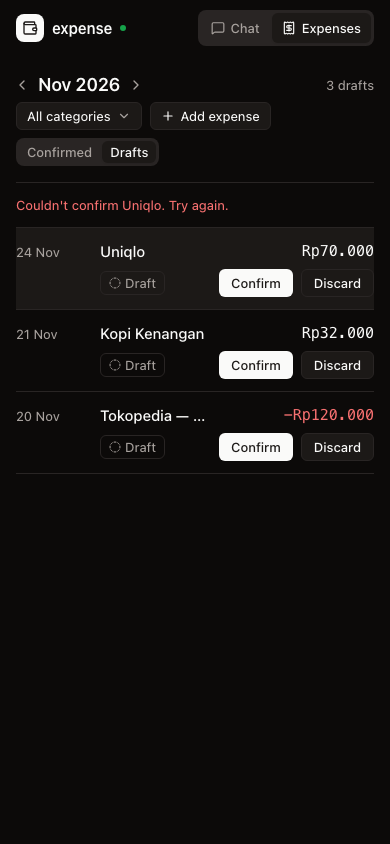 expense
Chat
Expenses
Nov 2026
3 drafts
All categories
Add expense
Confirmed
Drafts
Couldn't confirm Uniqlo. Try again.
24 Nov
Uniqlo
Rp70.000
Draft
Confirm
Discard
21 Nov
Kopi Kenangan
Rp32.000
Draft
Confirm
Discard
20 Nov
Tokopedia — ...
−Rp120.000
Draft
Confirm
Discard